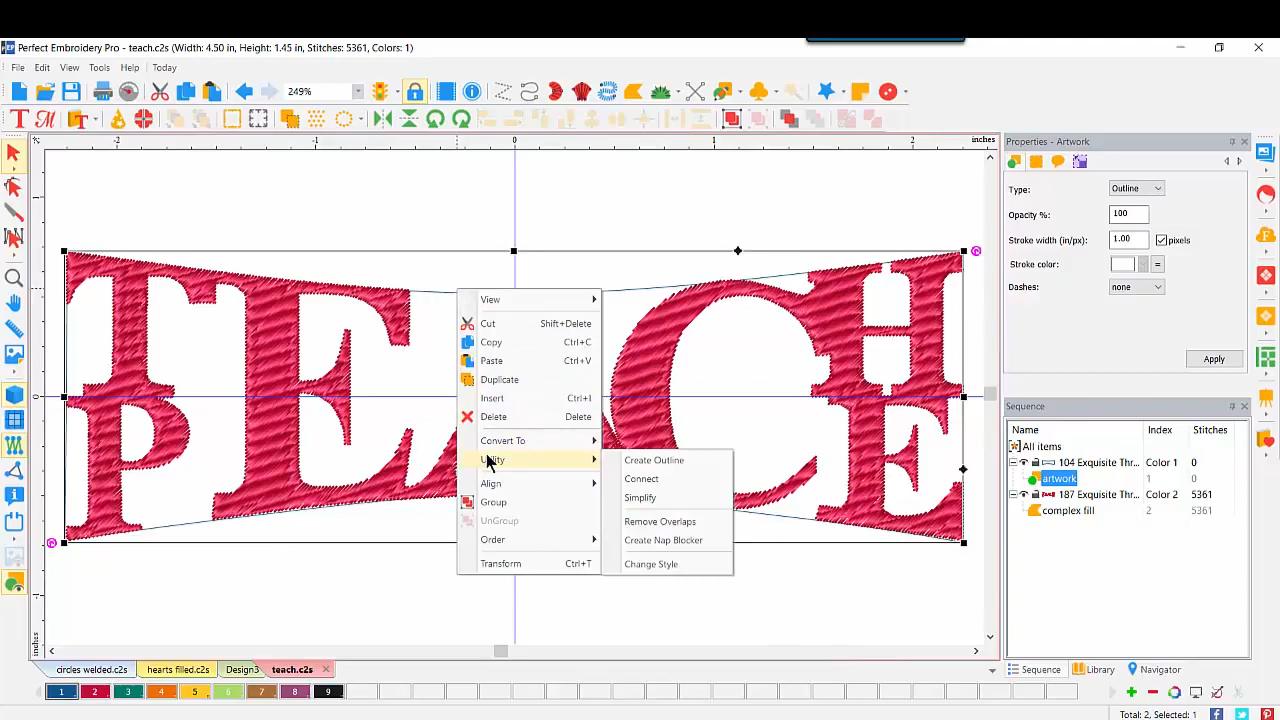 Perfect Embroidery Pro - teach.c2s (Width: 4.50 in, Height: 1.45 in, Stitches: 5361, Colors: 1)
File Edit View Tools Help Today
249%
-2 -1 0 1 2 inches
Properties - Artwork
Type: Outline
Opacity %: 100
Stroke width (in/px): 1.00 pixels
Stroke color: =
Dashes: none
Apply
TEACH
PE
View
Cut Shift+Delete
Copy Ctrl+C
Paste Ctrl+V
Duplicate
Insert Ctrl+I
Delete Delete
Convert To
Utility
Align
Group
UnGroup
Order
Transform Ctrl+T
Create Outline
Connect
Simplify
Remove Overlaps
Create Nap Blocker
Change Style
Sequence
Name Index Stitches
All items
104 Exquisite Thr... Color 1 0
artwork 1 0
187 Exquisite Thr... Color 2 5361
complex fill 2 5361
inches
circles welded.c2s hearts filled.c2s Design3 teach.c2s
Sequence Library Navigator
1 2 3 4 5 6 7 8 9
Total: 2, Selected: 1